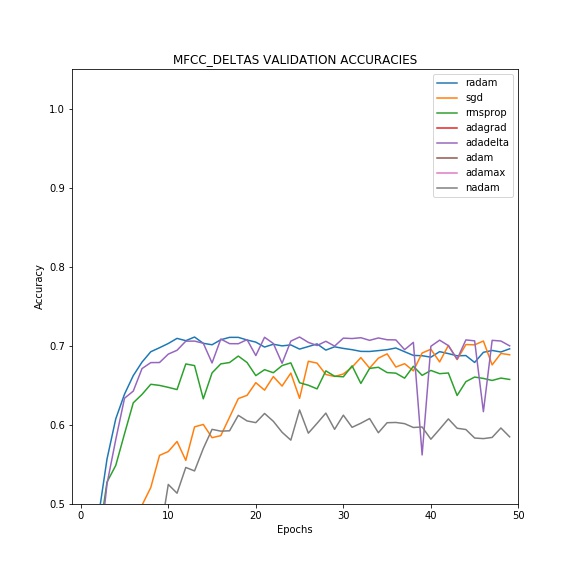 MFCC_DELTAS VALIDATION ACCURACIES
radam
sgd
rmsprop
adagrad
adadelta
adam
adamax
nadam
1.0
0.9
0.8
0.7
0.6
0.5
Accuracy
0 10 20 30 40 50
Epochs